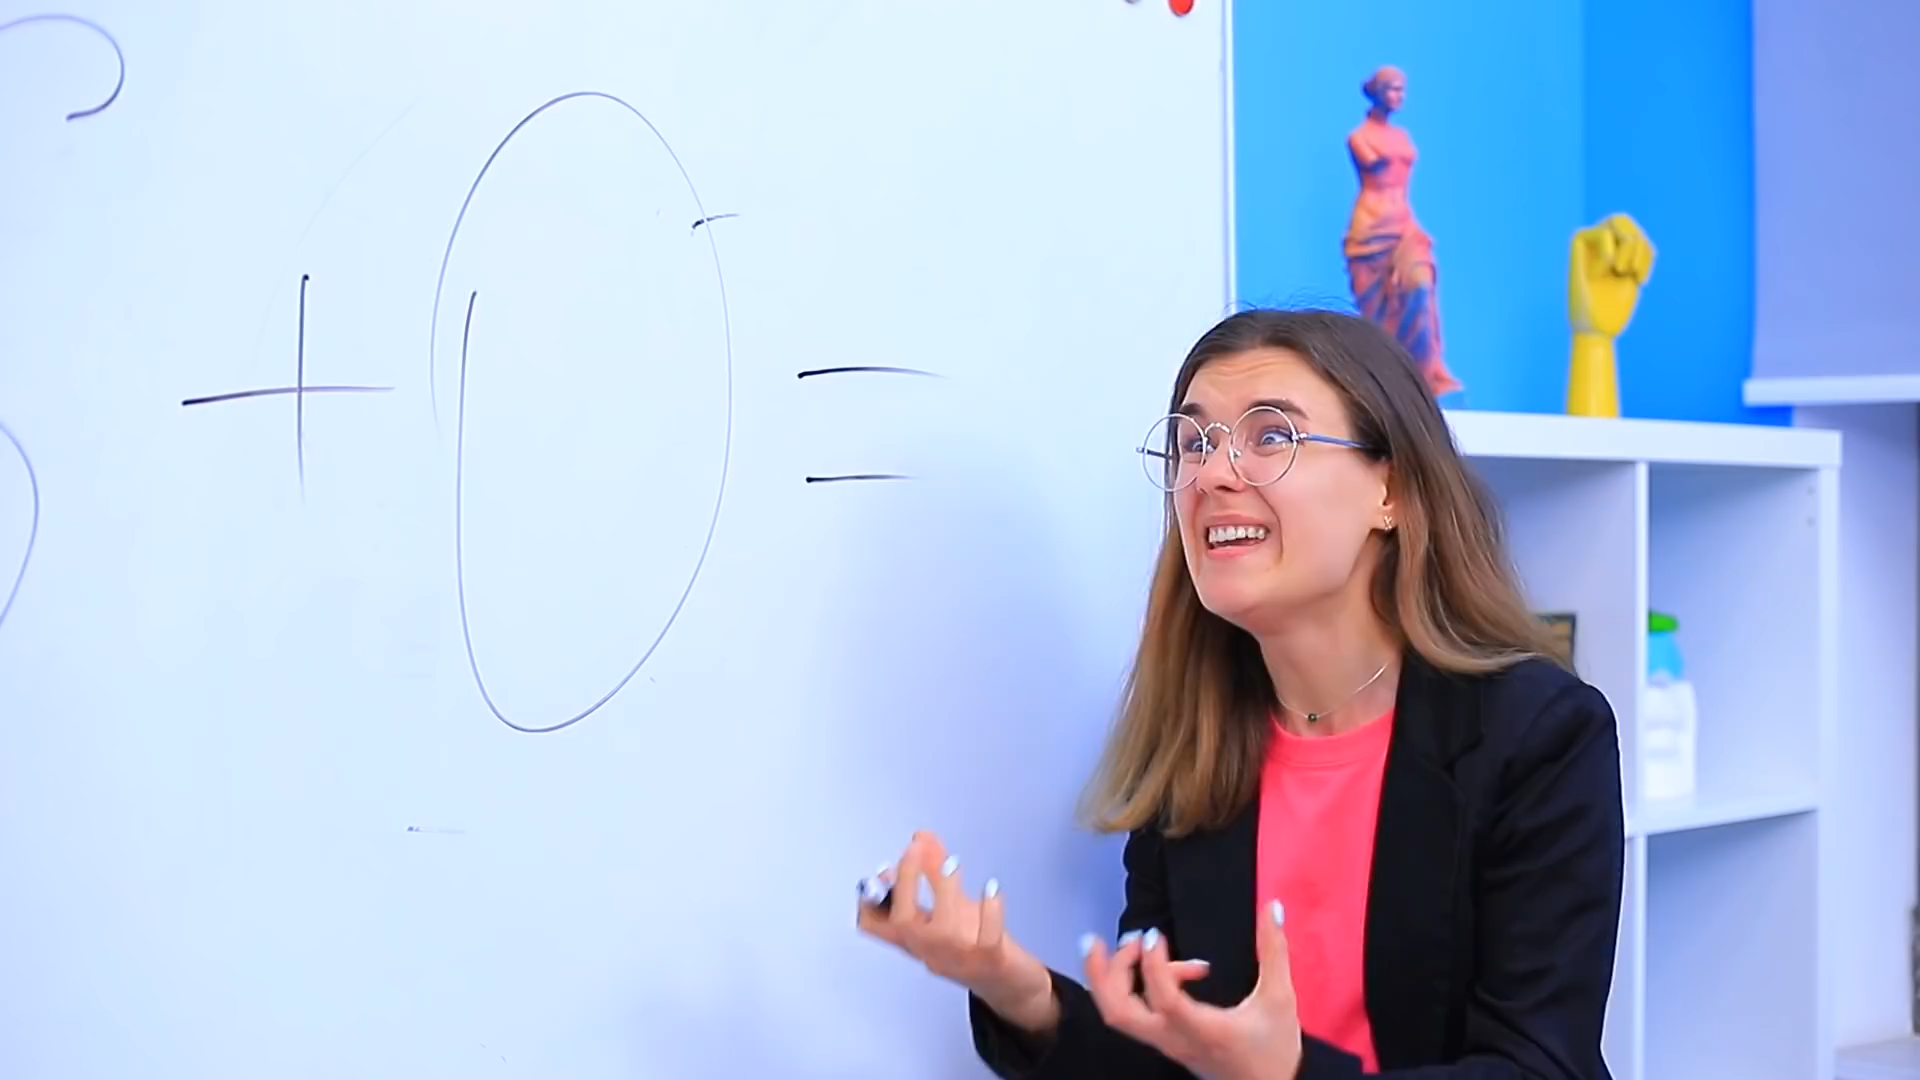 + 0 =